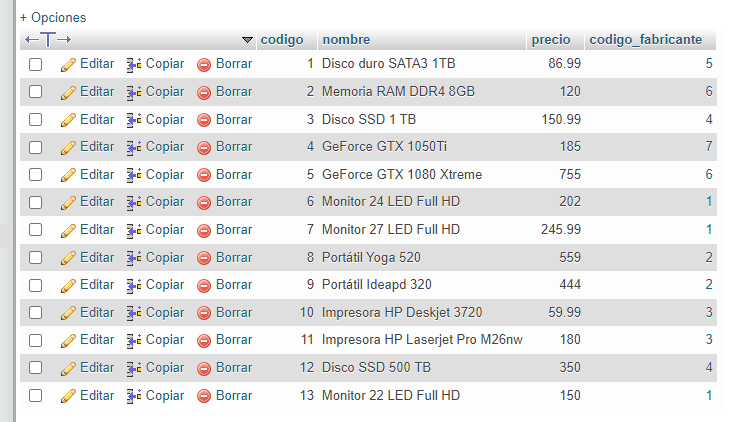 + Opciones
←T→ codigo nombre precio codigo_fabricante
Editar Copiar Borrar 1 Disco duro SATA3 1TB 86.99 5
Editar Copiar Borrar 2 Memoria RAM DDR4 8GB 120 6
Editar Copiar Borrar 3 Disco SSD 1 TB 150.99 4
Editar Copiar Borrar 4 GeForce GTX 1050Ti 185 7
Editar Copiar Borrar 5 GeForce GTX 1080 Xtreme 755 6
Editar Copiar Borrar 6 Monitor 24 LED Full HD 202 1
Editar Copiar Borrar 7 Monitor 27 LED Full HD 245.99 1
Editar Copiar Borrar 8 Portátil Yoga 520 559 2
Editar Copiar Borrar 9 Portátil Ideapd 320 444 2
Editar Copiar Borrar 10 Impresora HP Deskjet 3720 59.99 3
Editar Copiar Borrar 11 Impresora HP Laserjet Pro M26nw 180 3
Editar Copiar Borrar 12 Disco SSD 500 TB 350 4
Editar Copiar Borrar 13 Monitor 22 LED Full HD 150 1